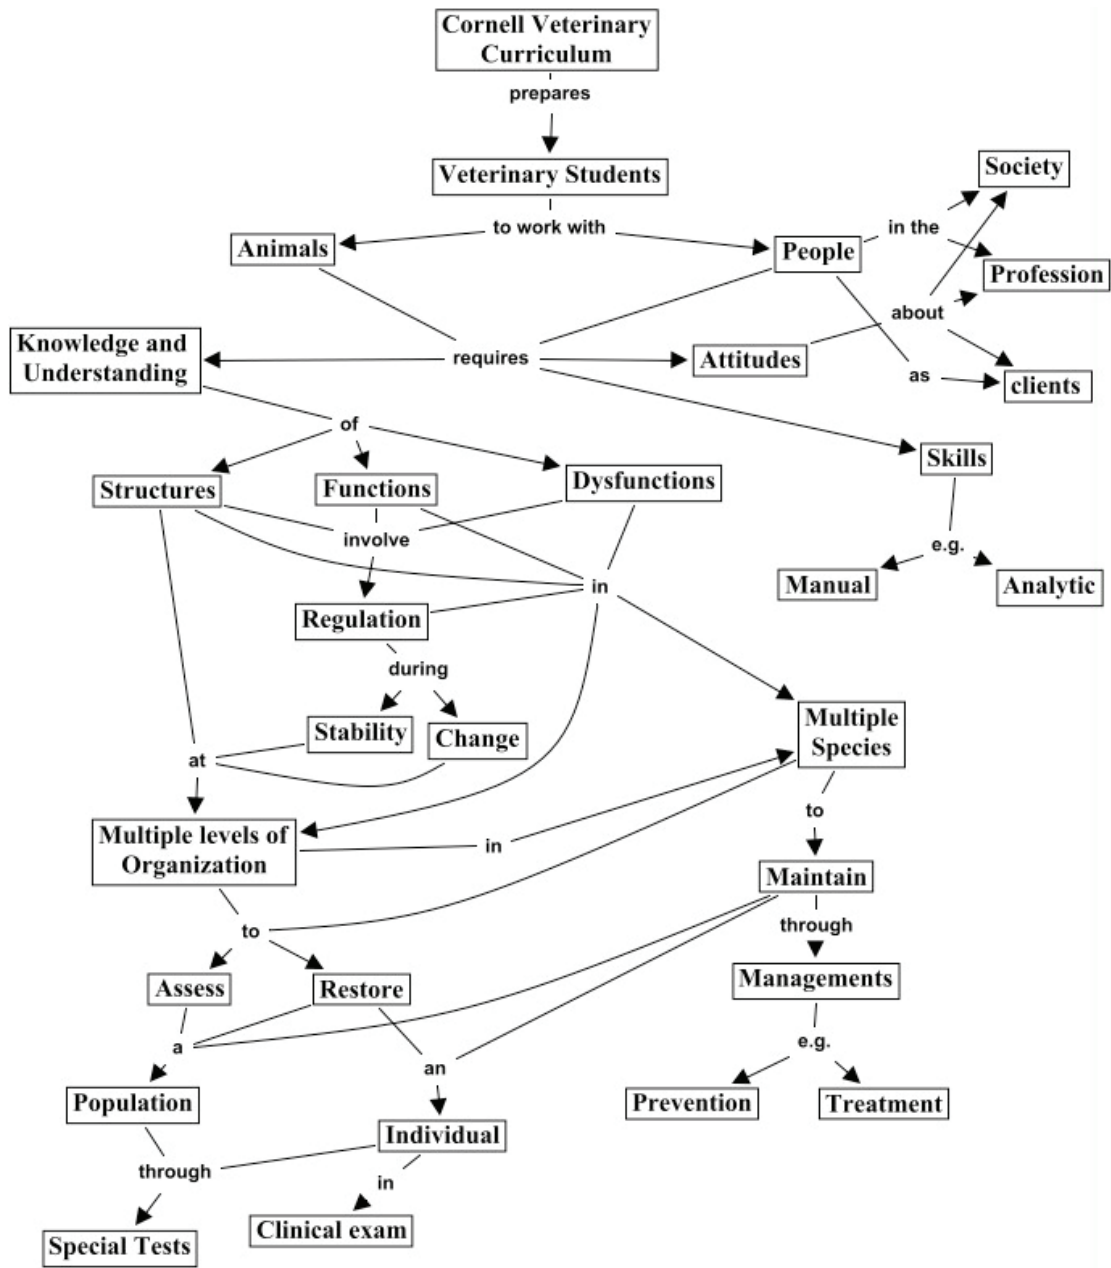 Cornell Veterinary
Curriculum
prepares
Veterinary Students
Society
to work with
in the
Animals
People
Profession
about
Knowledge and
Understanding
requires
Attitudes
as
clients
of
Skills
Structures
Functions
Dysfunctions
involve
e.g.
in
Manual
Analytic
Regulation
during
Stability
Change
Multiple
Species
at
to
Multiple levels of
Organization
in
Maintain
to
through
Assess
Restore
Managements
a
an
e.g.
Population
Prevention
Treatment
Individual
through
in
Special Tests
Clinical exam